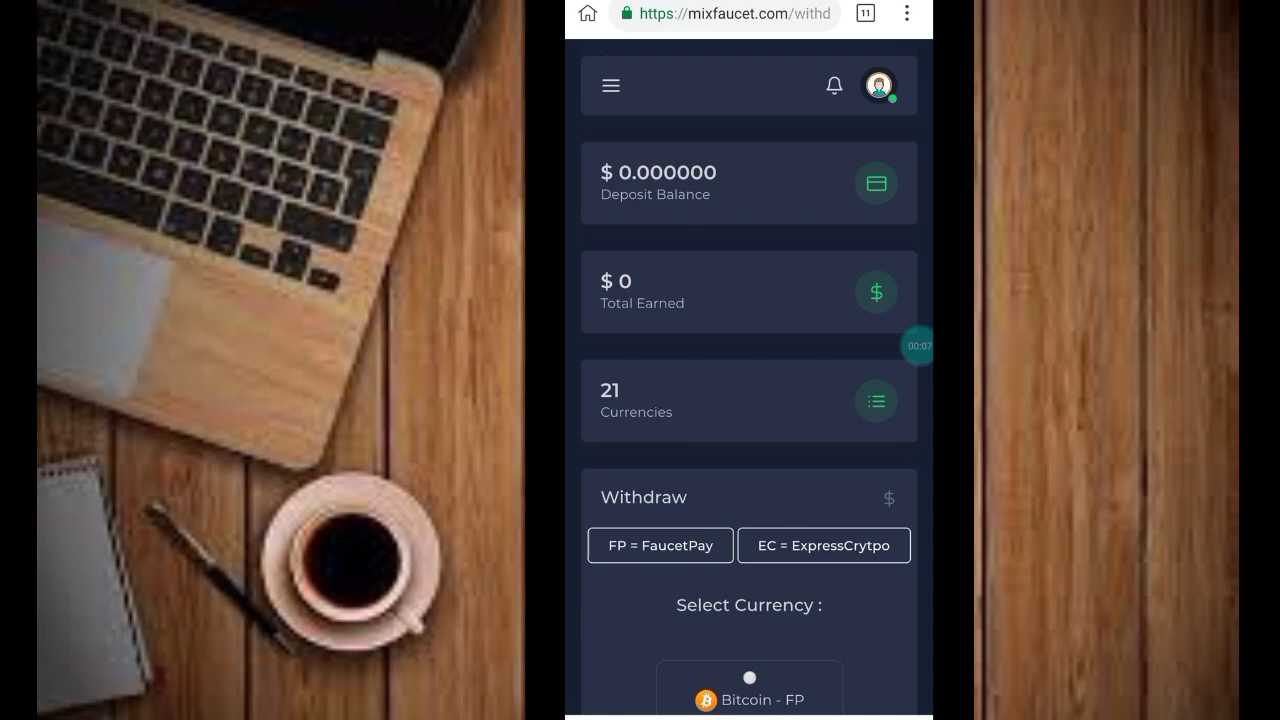 https://mixfaucet.com/withd
11
$ 0.000000
Deposit Balance
$ 0
Total Earned
00:07
21
Currencies
Withdraw
$
FP = FaucetPay
EC = ExpressCrytpo
Select Currency :
Bitcoin - FP